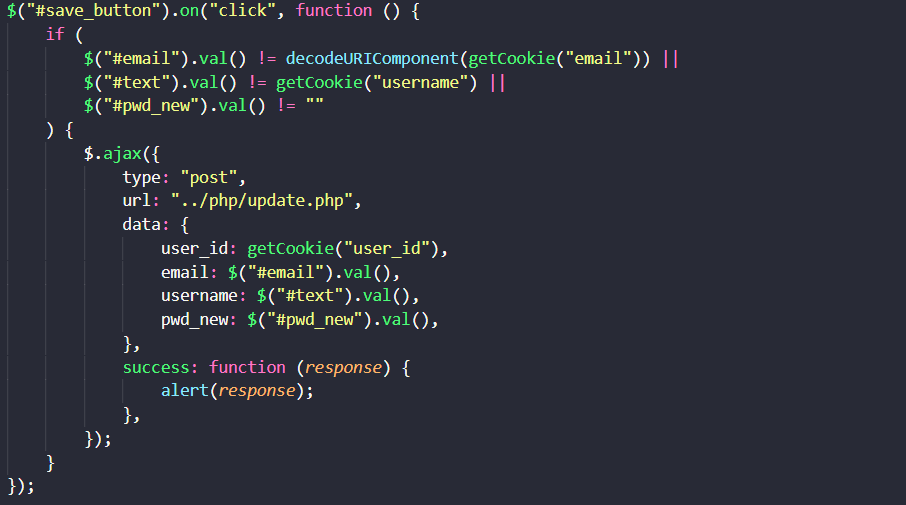 $("#save_button").on("click", function () {
    if (
        $("#email").val() != decodeURIComponent(getCookie("email")) ||
        $("#text").val() != getCookie("username") ||
        $("#pwd_new").val() != ""
    ) {
        $.ajax({
            type: "post",
            url: "../php/update.php",
            data: {
                user_id: getCookie("user_id"),
                email: $("#email").val(),
                username: $("#text").val(),
                pwd_new: $("#pwd_new").val(),
            },
            success: function (response) {
                alert(response);
            },
        });
    }
});